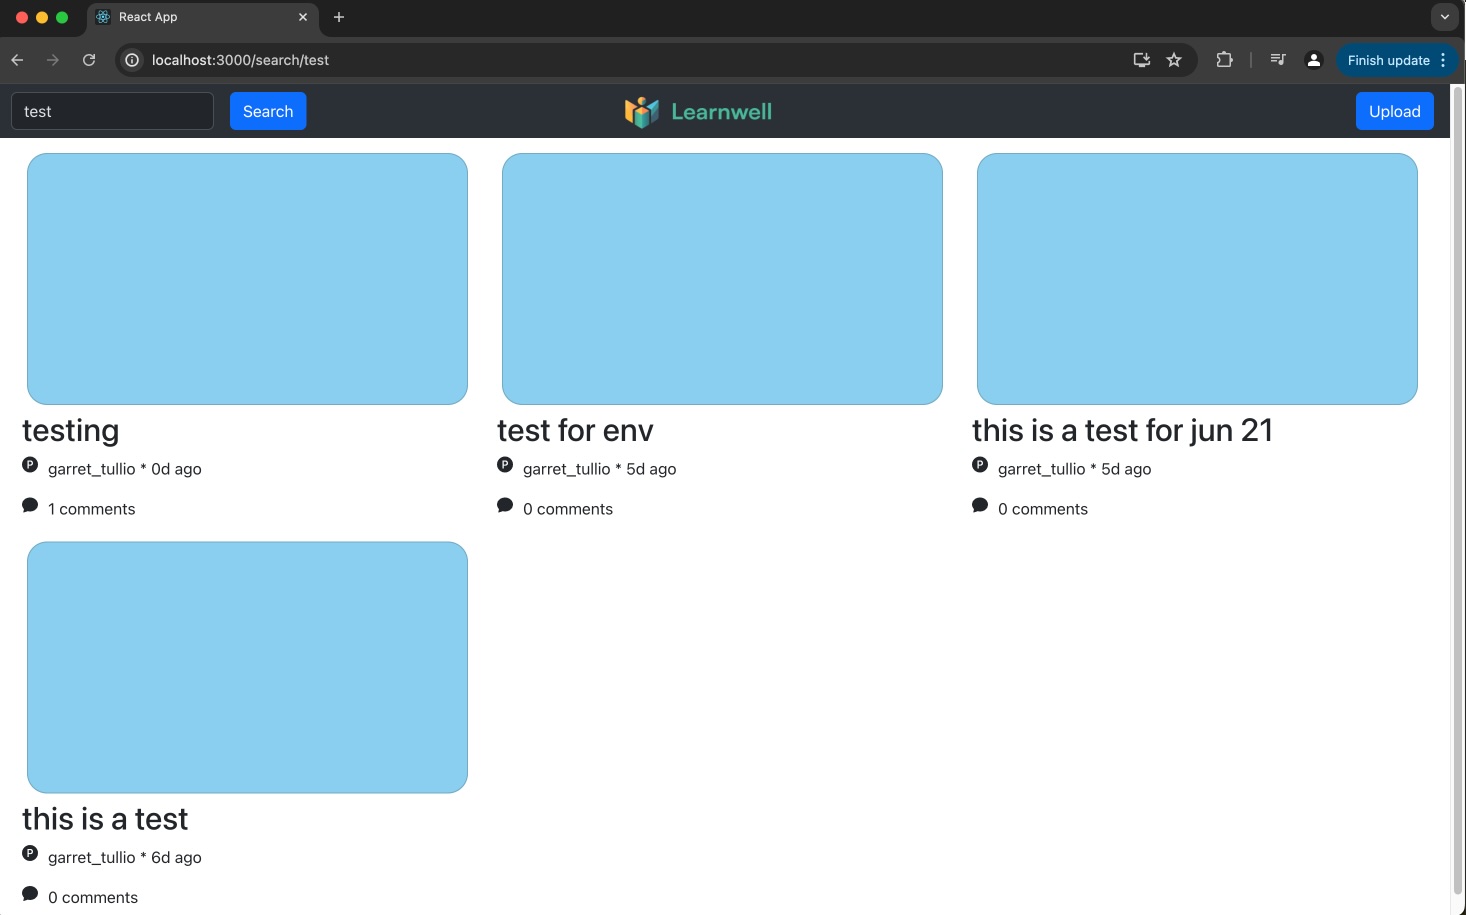 React App
localhost:3000/search/test
Finish update
test
Search
Learnwell
Upload
testing
P garret_tullio * 0d ago
1 comments
test for env
P garret_tullio * 5d ago
0 comments
this is a test for jun 21
P garret_tullio * 5d ago
0 comments
this is a test
P garret_tullio * 6d ago
0 comments